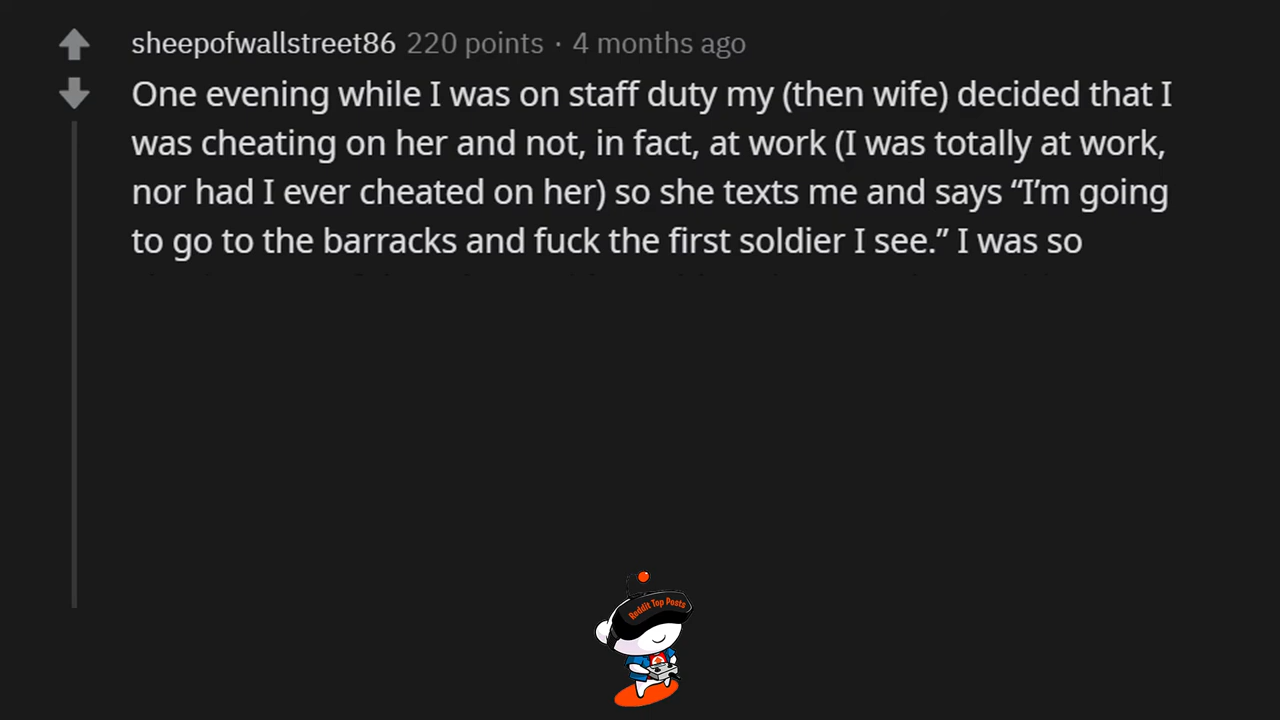 sheepofwallstreet86 220 points · 4 months ago
One evening while I was on staff duty my (then wife) decided that I
was cheating on her and not, in fact, at work (I was totally at work,
nor had I ever cheated on her) so she texts me and says “I’m going
to go to the barracks and fuck the first soldier I see.” I was so
Reddit Top Posts